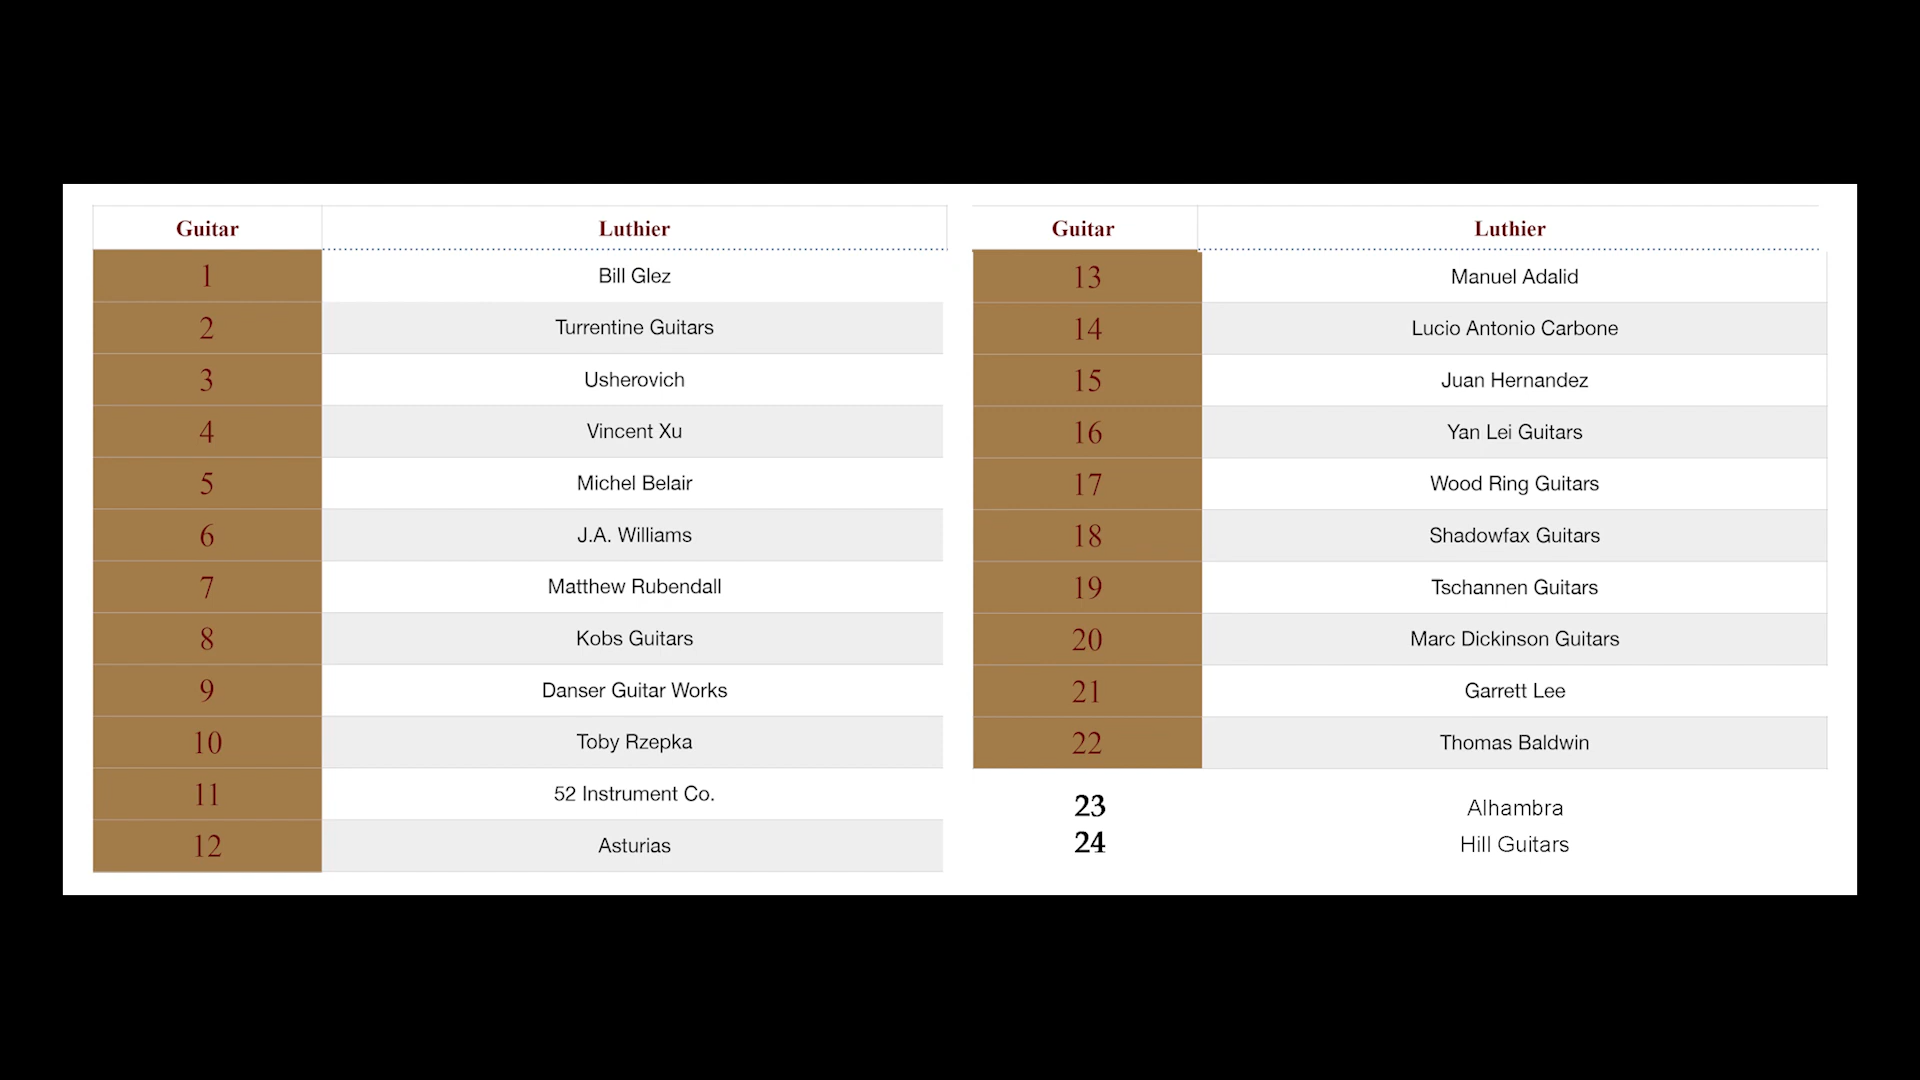 Guitar Luthier
1 Bill Glez
2 Turrentine Guitars
3 Usherovich
4 Vincent Xu
5 Michel Belair
6 J.A. Williams
7 Matthew Rubendall
8 Kobs Guitars
9 Danser Guitar Works
10 Toby Rzepka
11 52 Instrument Co.
12 Asturias
Guitar Luthier
13 Manuel Adalid
14 Lucio Antonio Carbone
15 Juan Hernandez
16 Yan Lei Guitars
17 Wood Ring Guitars
18 Shadowfax Guitars
19 Tschannen Guitars
20 Marc Dickinson Guitars
21 Garrett Lee
22 Thomas Baldwin
23 Alhambra
24 Hill Guitars